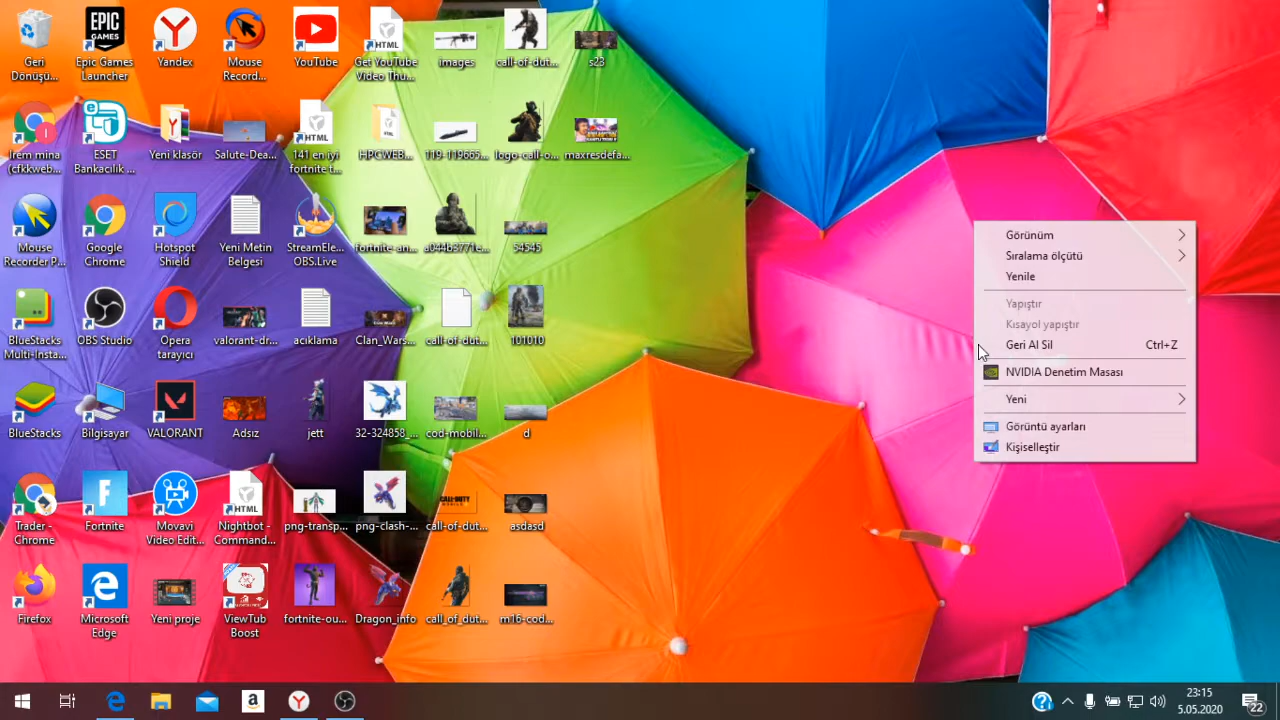 Geri
Dönüşü...
Epic Games
Launcher
Yandex
Mouse
Record...
YouTube
Get YouTube
Video Thu...
images
call-of-dut...
s23
İrem mina
(cfkkweb...
ESET
Bankacılık ...
Yeni klasör
Salute-Dea...
141 en iyi
fortnite t...
HPCWEB...
119-119665...
logo-call-o...
maxresdefa...
Mouse
Recorder P...
Google
Chrome
Hotspot
Shield
Yeni Metin
Belgesi
StreamEle...
OBS.Live
fortnite-an...
a044b3771e...
54545
BlueStacks
Multi-Insta...
OBS Studio
Opera
tarayıcı
valorant-dr...
acıklama
Clan_Wars...
call-of-dut...
101010
BlueStacks
Bilgisayar
VALORANT
Adsız
jett
32-324858_...
cod-mobil...
d
Trader -
Chrome
Fortnite
Movavi
Video Edit...
Nightbot -
Command...
png-transp...
png-clash-...
call-of-dut...
asdasd
Firefox
Microsoft
Edge
Yeni proje
ViewTub
Boost
fortnite-ou...
Dragon_info
call_of_dut...
m16-cod...
Görünüm
Sıralama ölçütü
Yenile
Yapıştır
Kısayol yapıştır
Geri Al Sil Ctrl+Z
NVIDIA Denetim Masası
Yeni
Görüntü ayarları
Kişiselleştir
23:15
5.05.2020
22